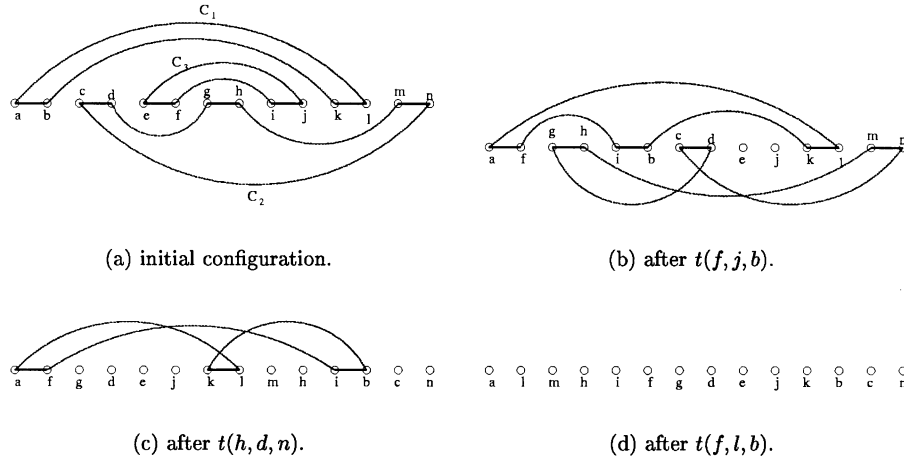 C1
C3
a b c d e f g h i j k l m n
C2
(a) initial configuration.
a f g h i b c d e j k l m n
(b) after t(f, j, b).
a f g d e j k l m h i b c n
(c) after t(h, d, n).
a l m h i f g d e j k b c n
(d) after t(f, l, b).